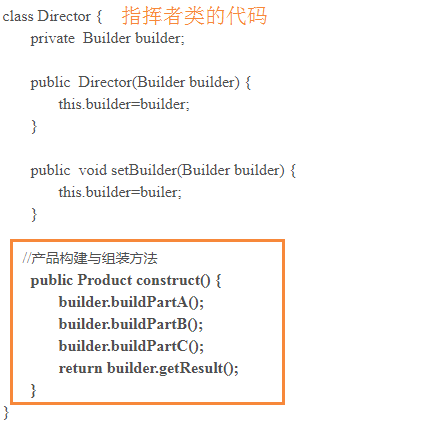 class Director { 指挥者类的代码
private Builder builder;
public Director(Builder builder) {
this.builder=builder;
}
public void setBuilder(Builder builder) {
this.builder=builer;
}
//产品构建与组装方法
public Product construct() {
builder.buildPartA();
builder.buildPartB();
builder.buildPartC();
return builder.getResult();
}
}